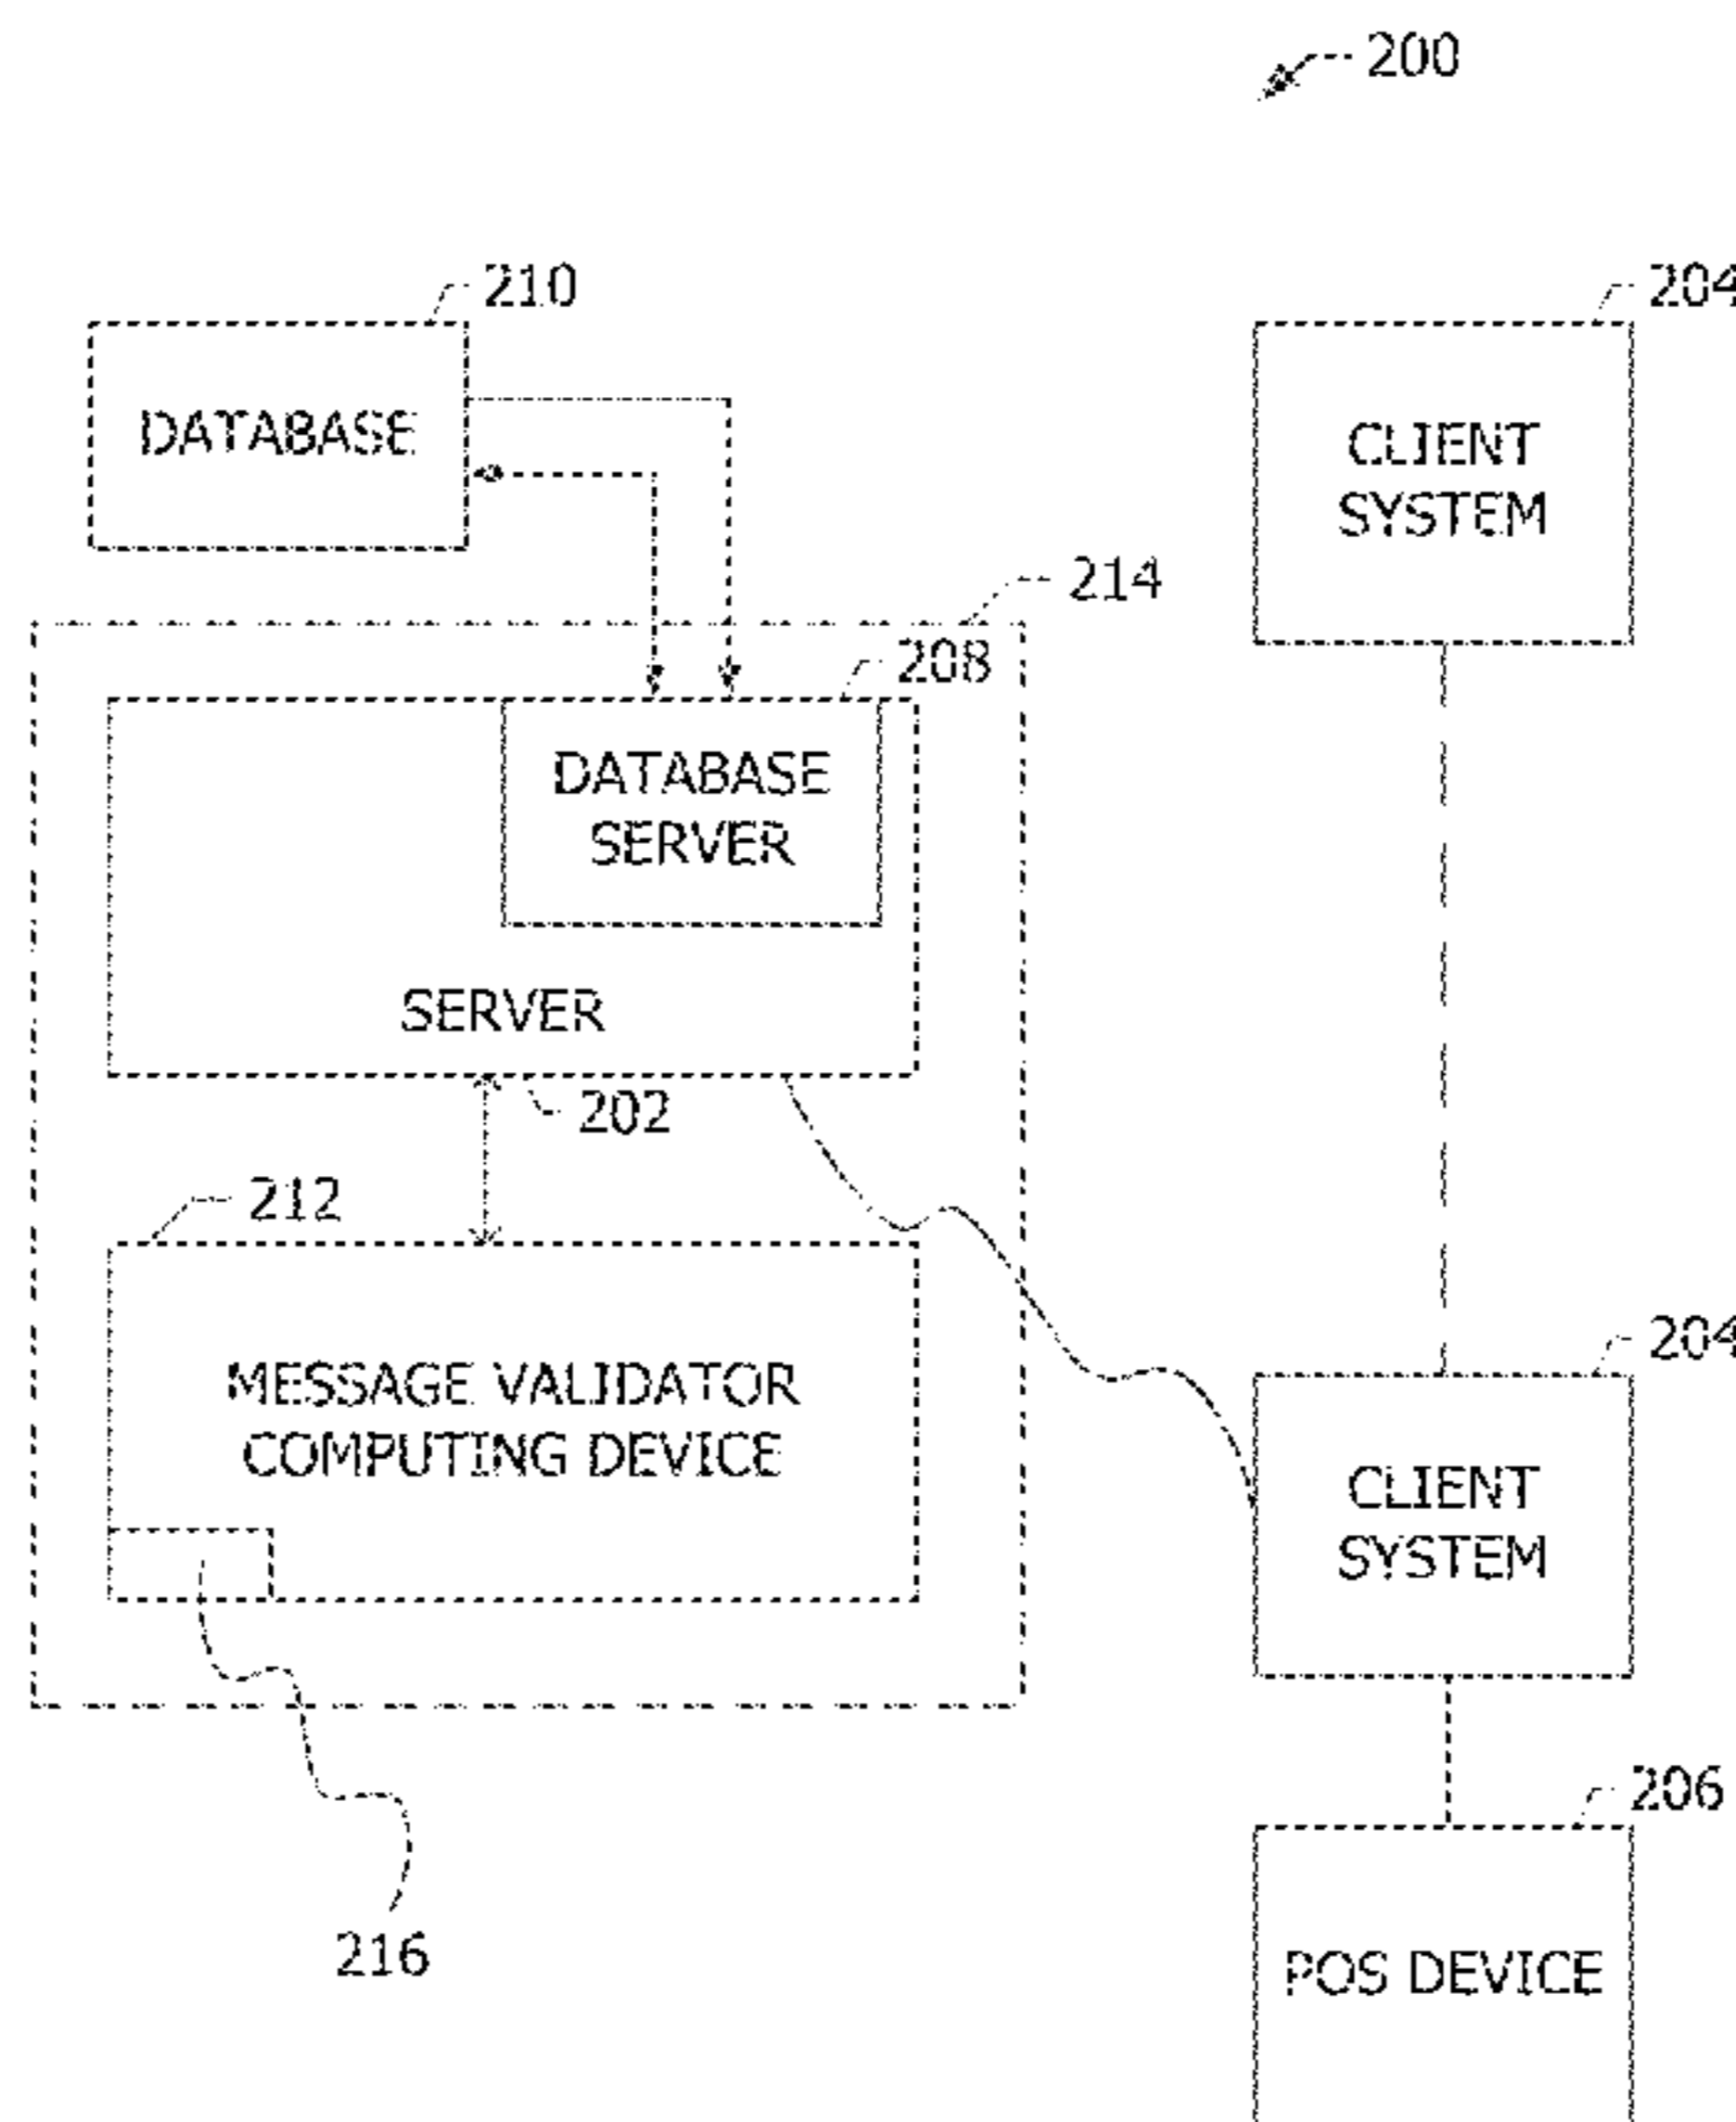 200
210
204
DATABASE
CLIENT
SYSTEM
214
208
DATABASE
SERVER
SERVER
202
212
204
MESSAGE VALIDATOR
COMPUTING DEVICE
CLIENT
SYSTEM
206
216
POS DEVICE